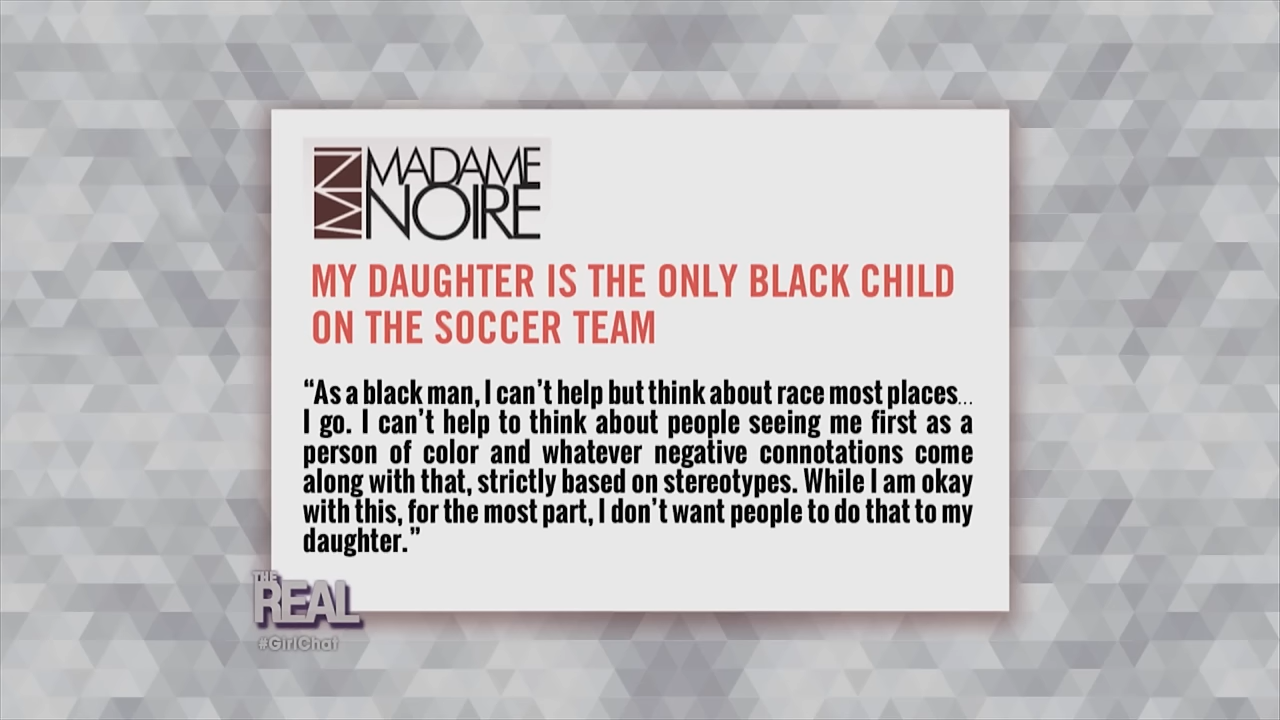 MN MADAME
NOIRE
MY DAUGHTER IS THE ONLY BLACK CHILD
ON THE SOCCER TEAM
“As a black man, I can’t help but think about race most places...
I go. I can’t help to think about people seeing me first as a
person of color and whatever negative connotations come
along with that, strictly based on stereotypes. While I am okay
with this, for the most part, I don’t want people to do that to my
daughter.”
THE
REAL
#GirlChat